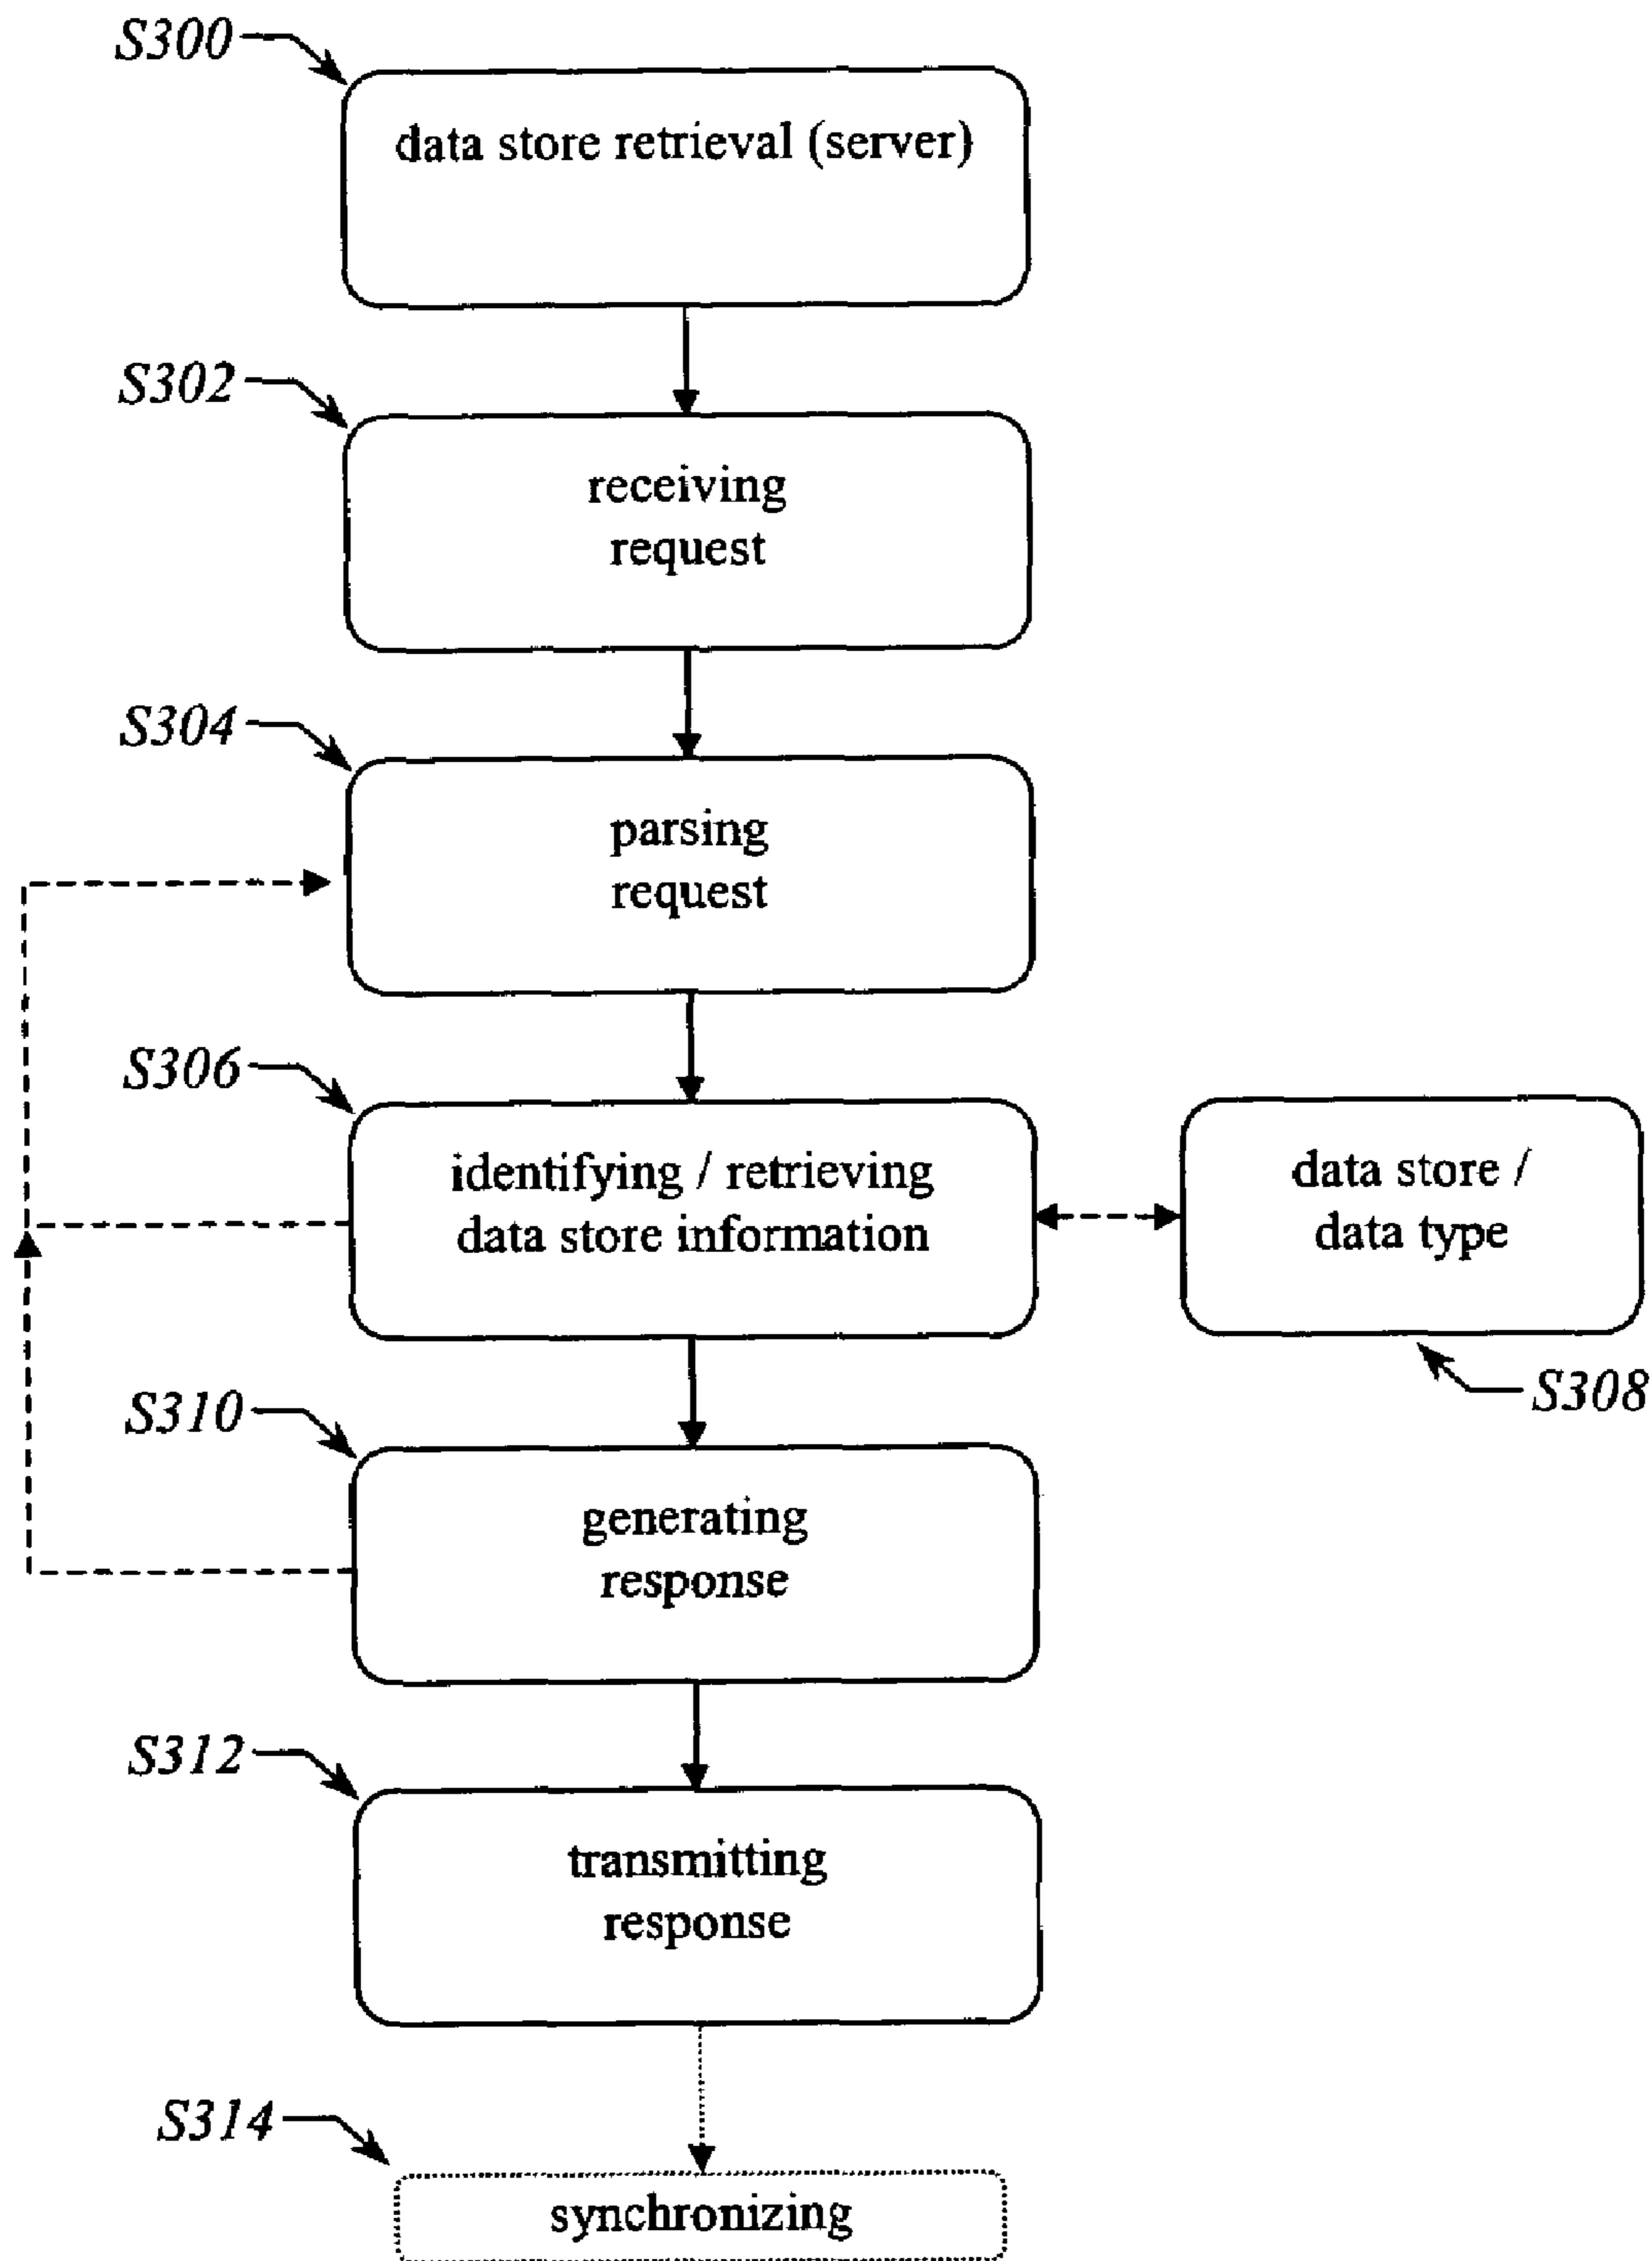 S300
data store retrieval (server)
S302
receiving
request
S304
parsing
request
S306
identifying / retrieving
data store information
data store /
data type
S308
S310
generating
response
S312
transmitting
response
S314
synchronizing